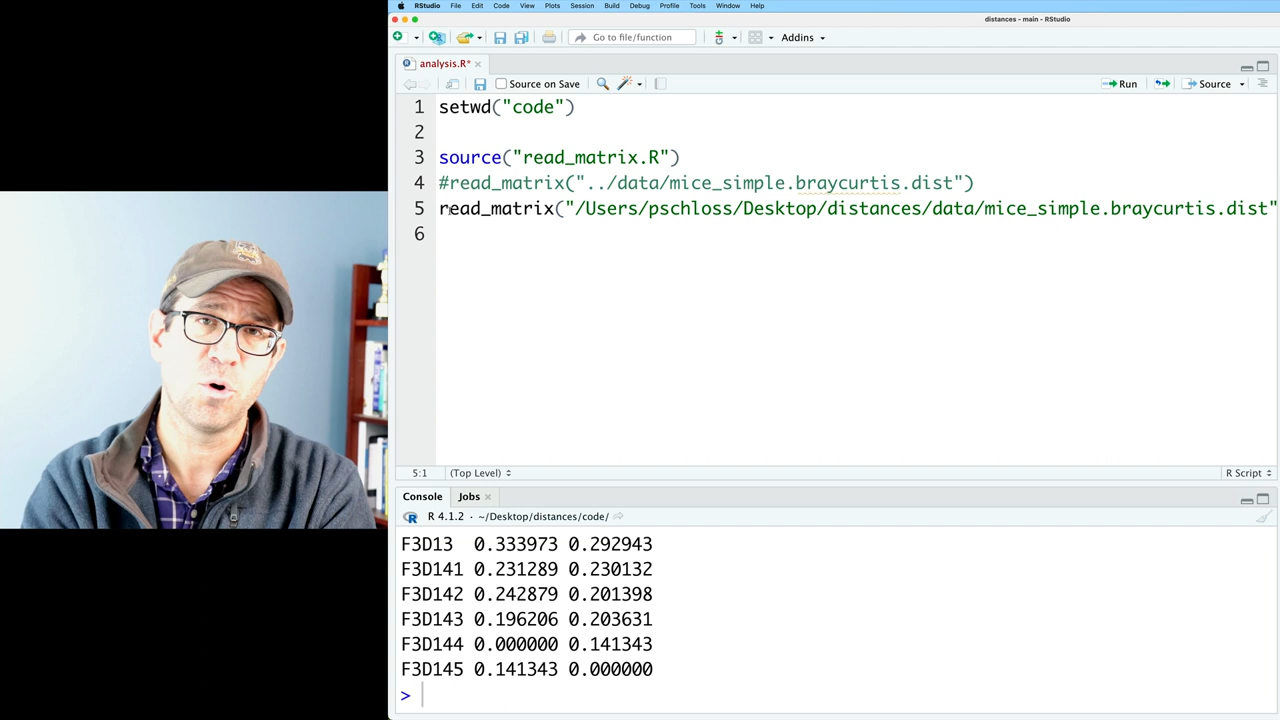 RStudio File Edit Code View Plots Session Build Debug Profile Tools Window Help
distances - main - RStudio
Go to file/function Addins
analysis.R*
Source on Save Run Source
1 setwd("code")
2
3 source("read_matrix.R")
4 #read_matrix("../data/mice_simple.braycurtis.dist")
5 read_matrix("/Users/pschloss/Desktop/distances/data/mice_simple.braycurtis.dist"
6
5:1 (Top Level) R Script
Console Jobs
R 4.1.2 · ~/Desktop/distances/code/
F3D13 0.333973 0.292943
F3D141 0.231289 0.230132
F3D142 0.242879 0.201398
F3D143 0.196206 0.203631
F3D144 0.000000 0.141343
F3D145 0.141343 0.000000
>